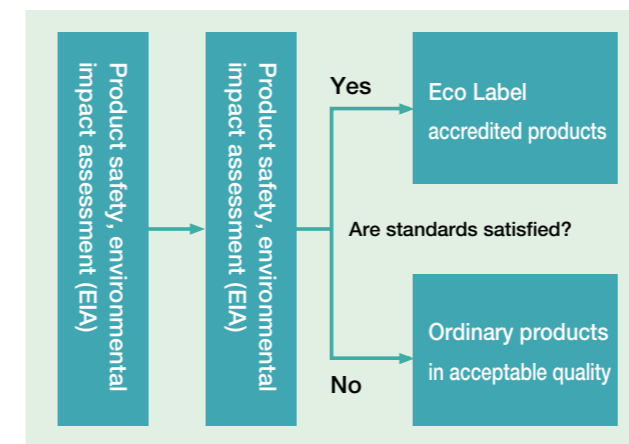 Product safety, environmental
impact assessment (EIA)
Product safety, environmental
impact assessment (EIA)
Yes
Eco Label
accredited products
Are standards satisfied?
No
Ordinary products
in acceptable quality